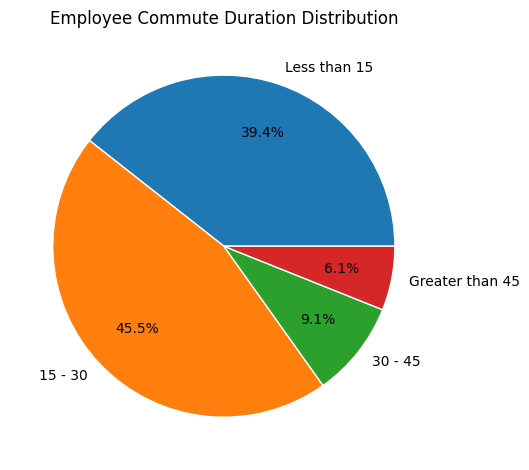 Employee Commute Duration Distribution
Less than 15
39.4%
6.1%
Greater than 45
9.1%
45.5%
30 - 45
15 - 30